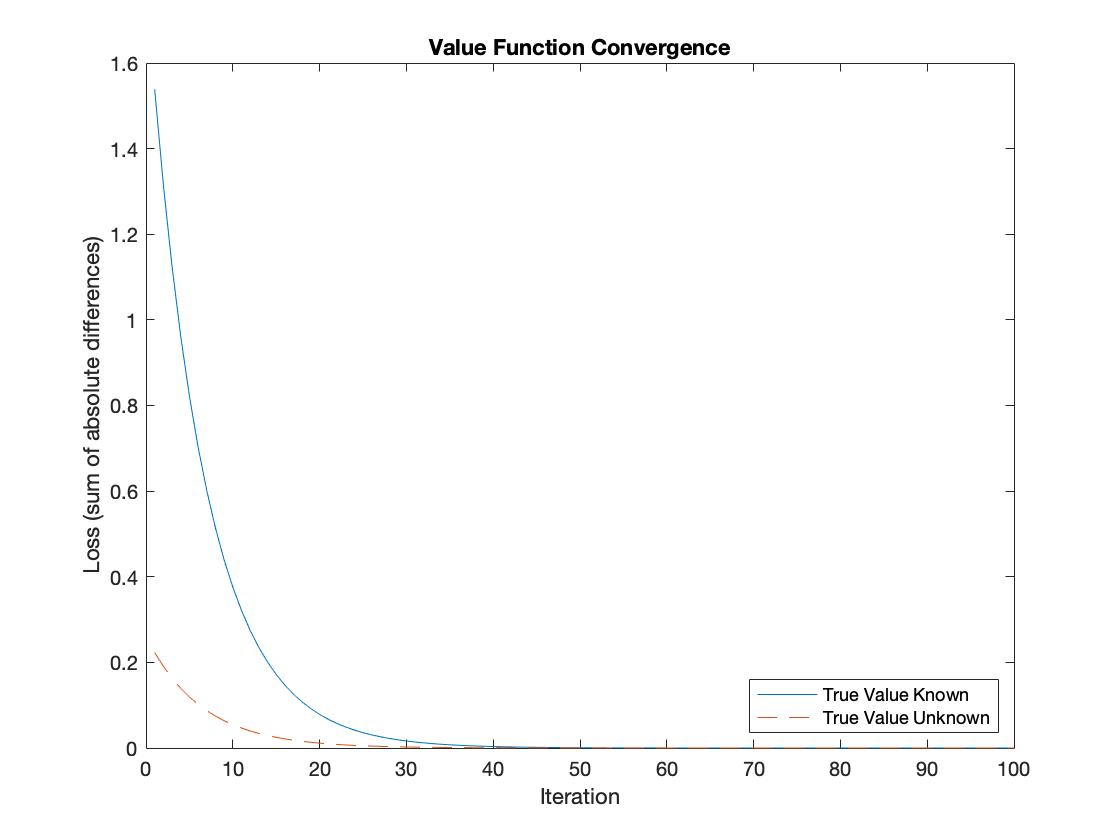 Value Function Convergence
1.6
1.4
1.2
1
0.8
0.6
0.4
0.2
0
Loss (sum of absolute differences)
True Value Known
True Value Unknown
0 10 20 30 40 50 60 70 80 90 100
Iteration